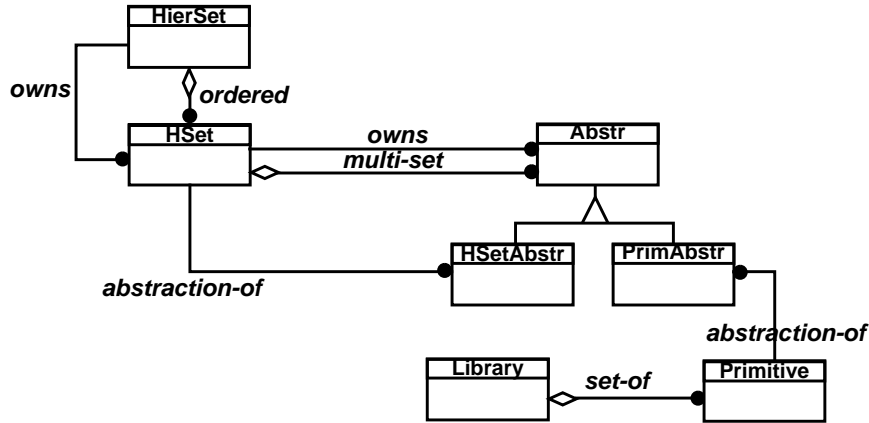 HierSet
owns
ordered
HSet
owns
Abstr
multi-set
HSetAbstr
PrimAbstr
abstraction-of
abstraction-of
Library
set-of
Primitive